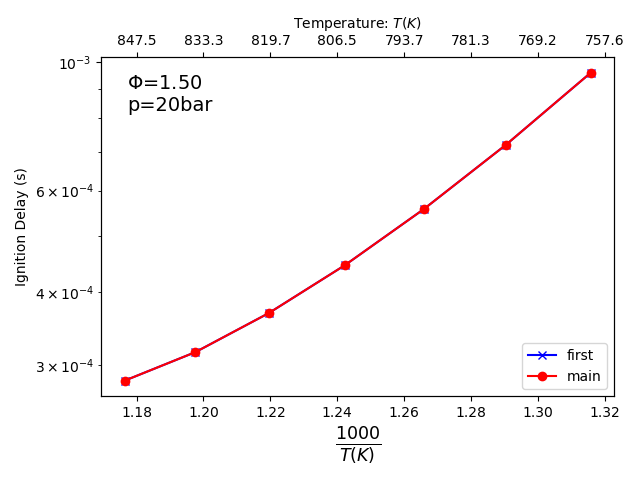 Temperature: T(K)
847.5 833.3 819.7 806.5 793.7 781.3 769.2 757.6
Φ=1.50
p=20bar
10⁻³
6×10⁻⁴
4×10⁻⁴
3×10⁻⁴
Ignition Delay (s)
first
main
1.18 1.20 1.22 1.24 1.26 1.28 1.30 1.32
1000
T(K)